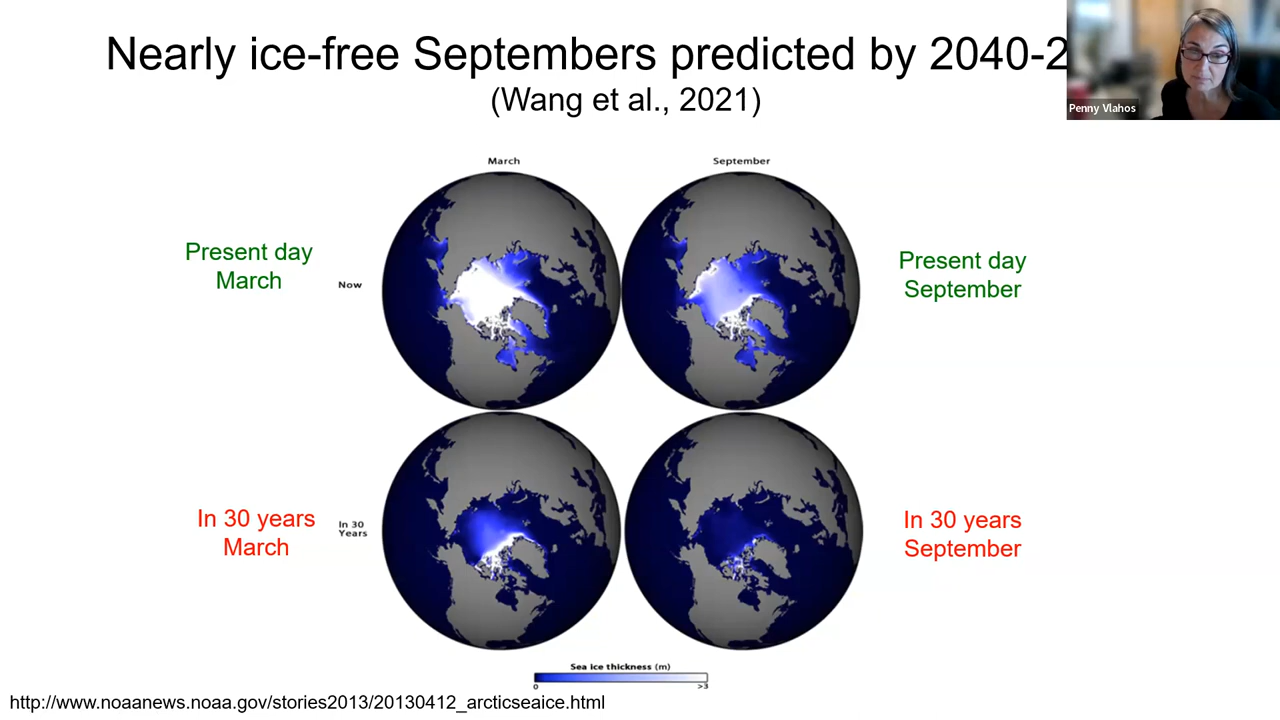 Nearly ice-free Septembers predicted by 2040-2
(Wang et al., 2021)
Penny Vlahos
March
September
Present day
March
Now
Present day
September
In 30 years
March
In 30
Years
In 30 years
September
Sea ice thickness (m)
0
>3
http://www.noaanews.noaa.gov/stories2013/20130412_arcticseaice.html